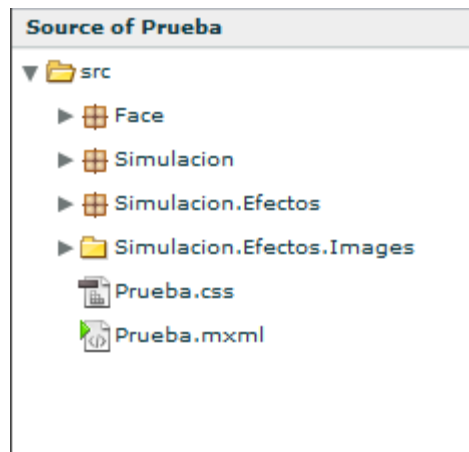 Source of Prueba
src
Face
Simulacion
Simulacion.Efectos
Simulacion.Efectos.Images
Prueba.css
Prueba.mxml